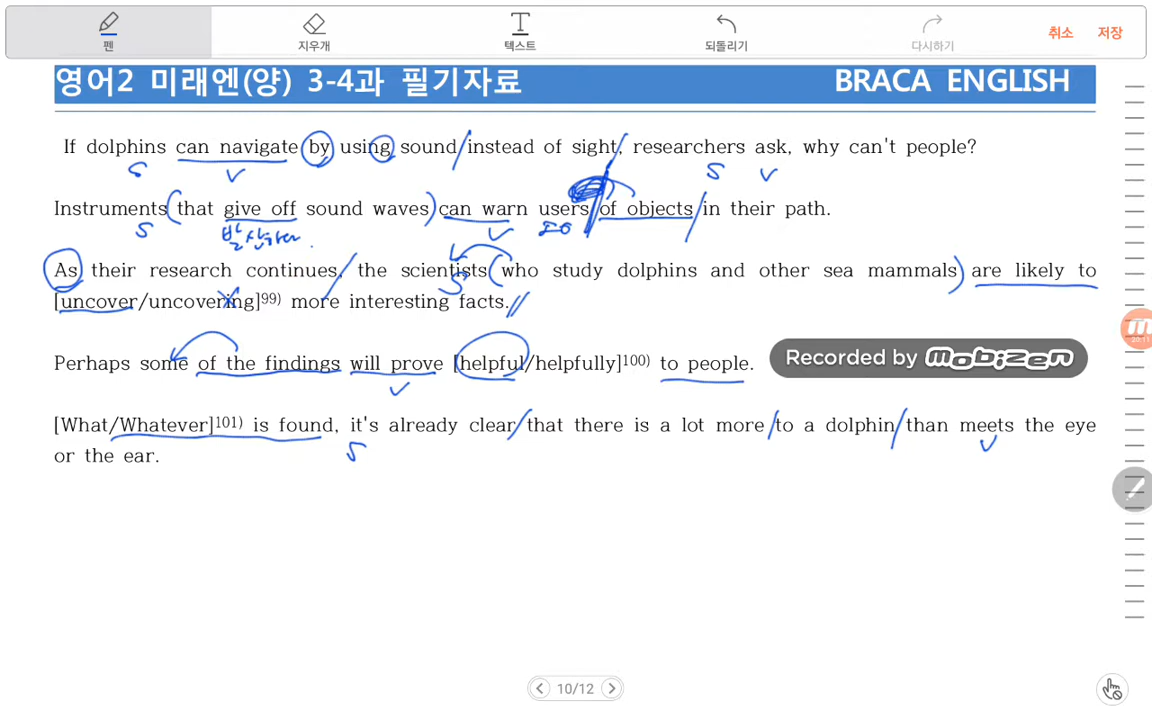 펜 지우개 텍스트 되돌리기 다시하기 취소 저장
영어2 미래엔(양) 3-4과 필기자료 BRACA ENGLISH
If dolphins can navigate by using sound instead of sight, researchers ask, why can't people?
S V S V
Instruments that give off sound waves can warn users of objects in their path.
S V IO
As their research continues, the scientists who study dolphins and other sea mammals are likely to
S
[uncover/uncovering]99) more interesting facts.
Perhaps some of the findings will prove [helpful/helpfully]100) to people.
V
Recorded by mobizen
[What/Whatever]101) is found, it's already clear that there is a lot more to a dolphin than meets the eye
S V
or the ear.
10/12